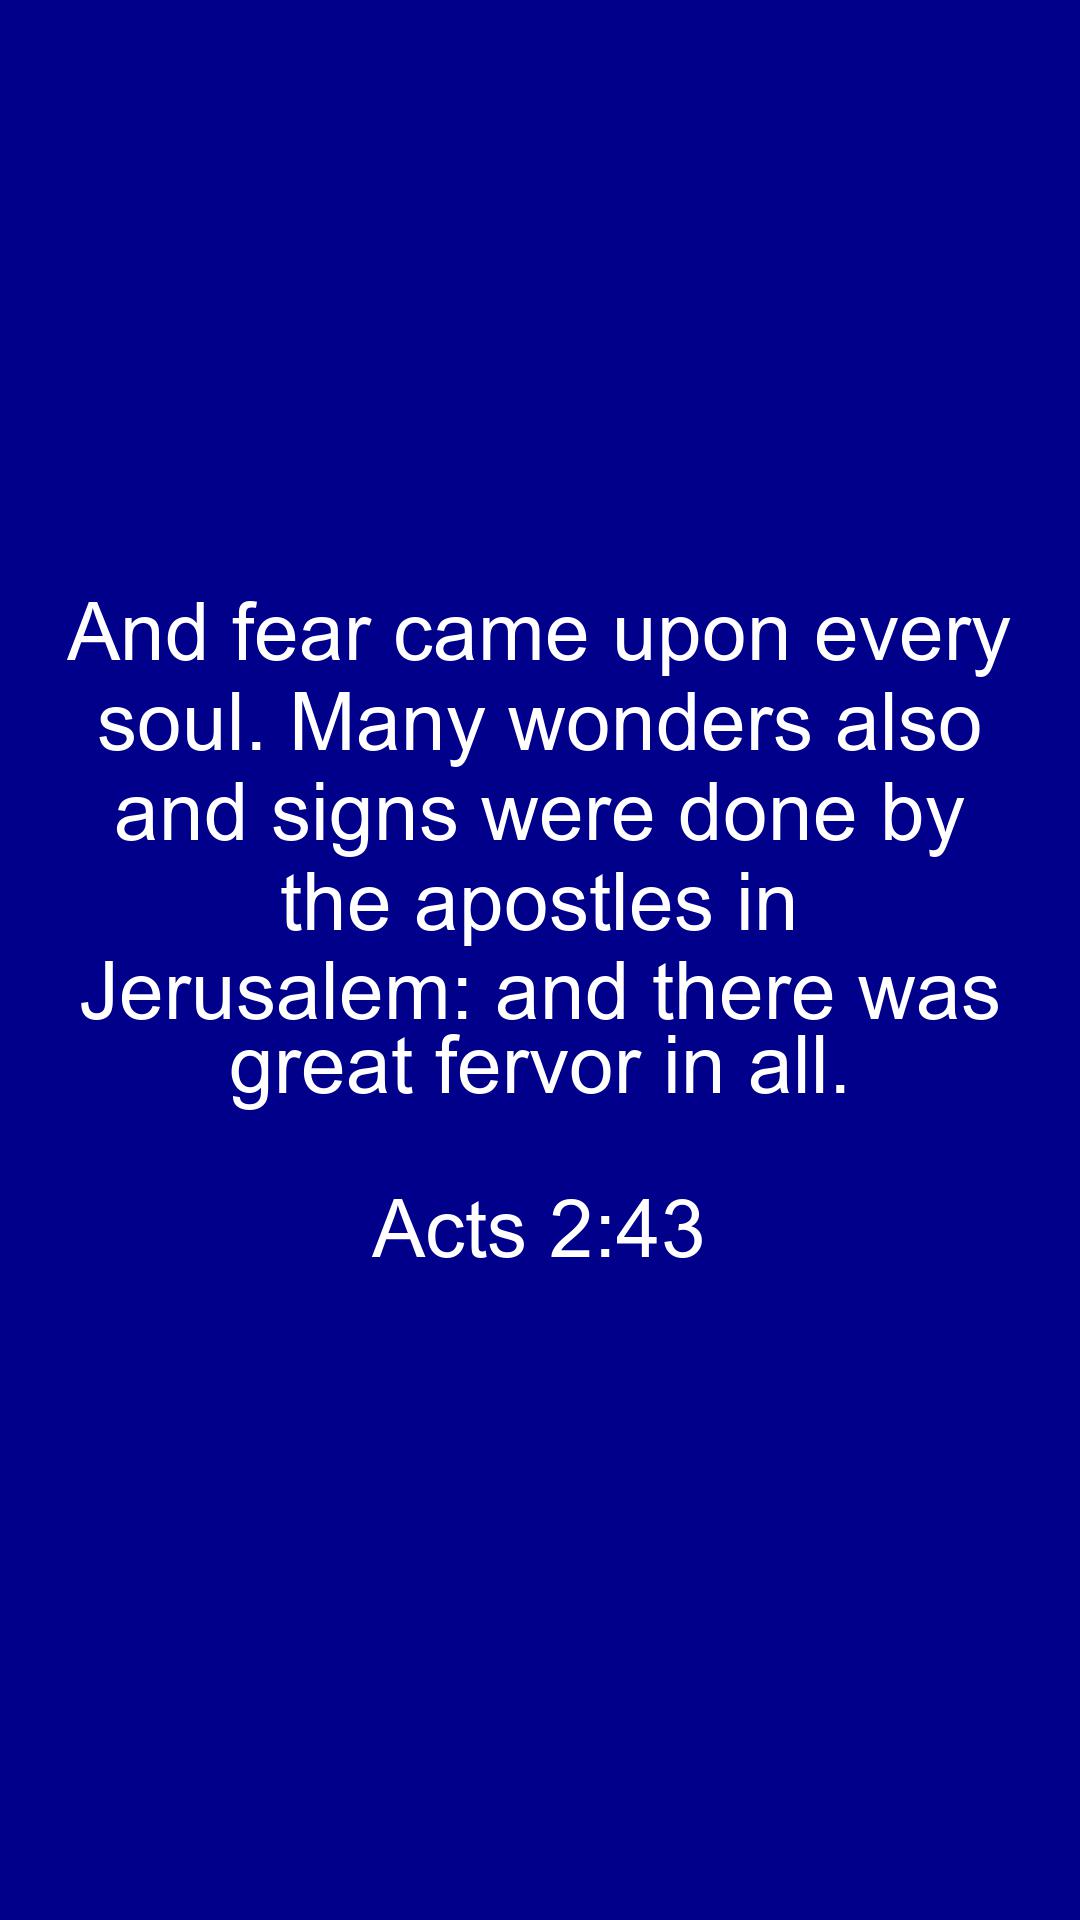 And fear came upon every
soul. Many wonders also
and signs were done by
the apostles in
Jerusalem: and there was
great fervor in all.
Acts 2:43